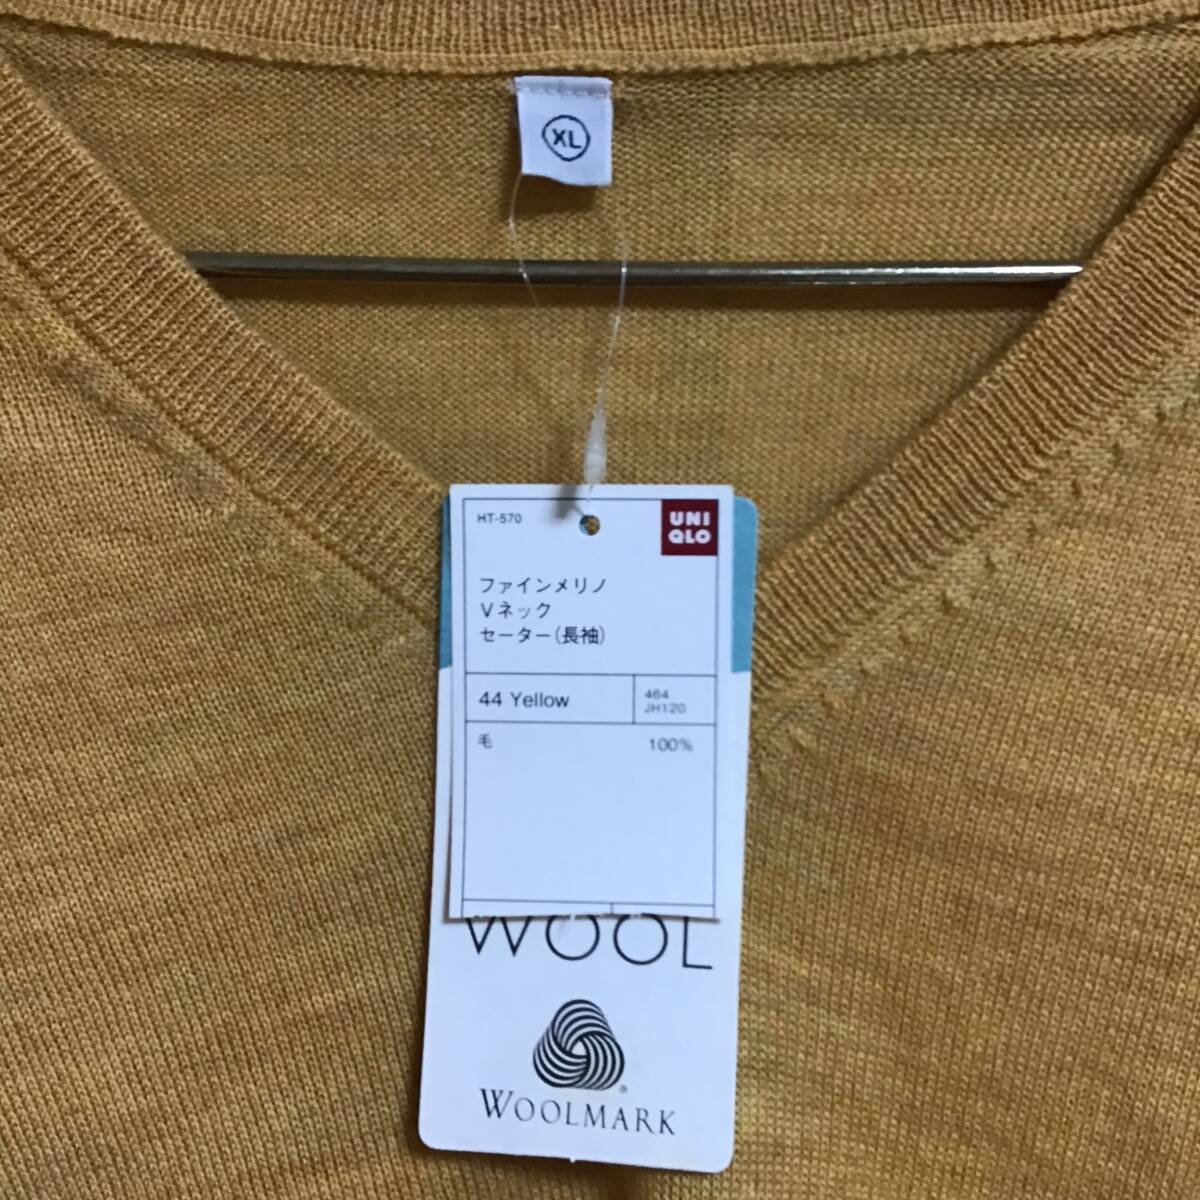 XL
HT-570
UNI
QLO
ファインメリノ
Vネック
セーター(長袖)
44 Yellow
464
JH120
毛 100%
WOOL
WOOLMARK